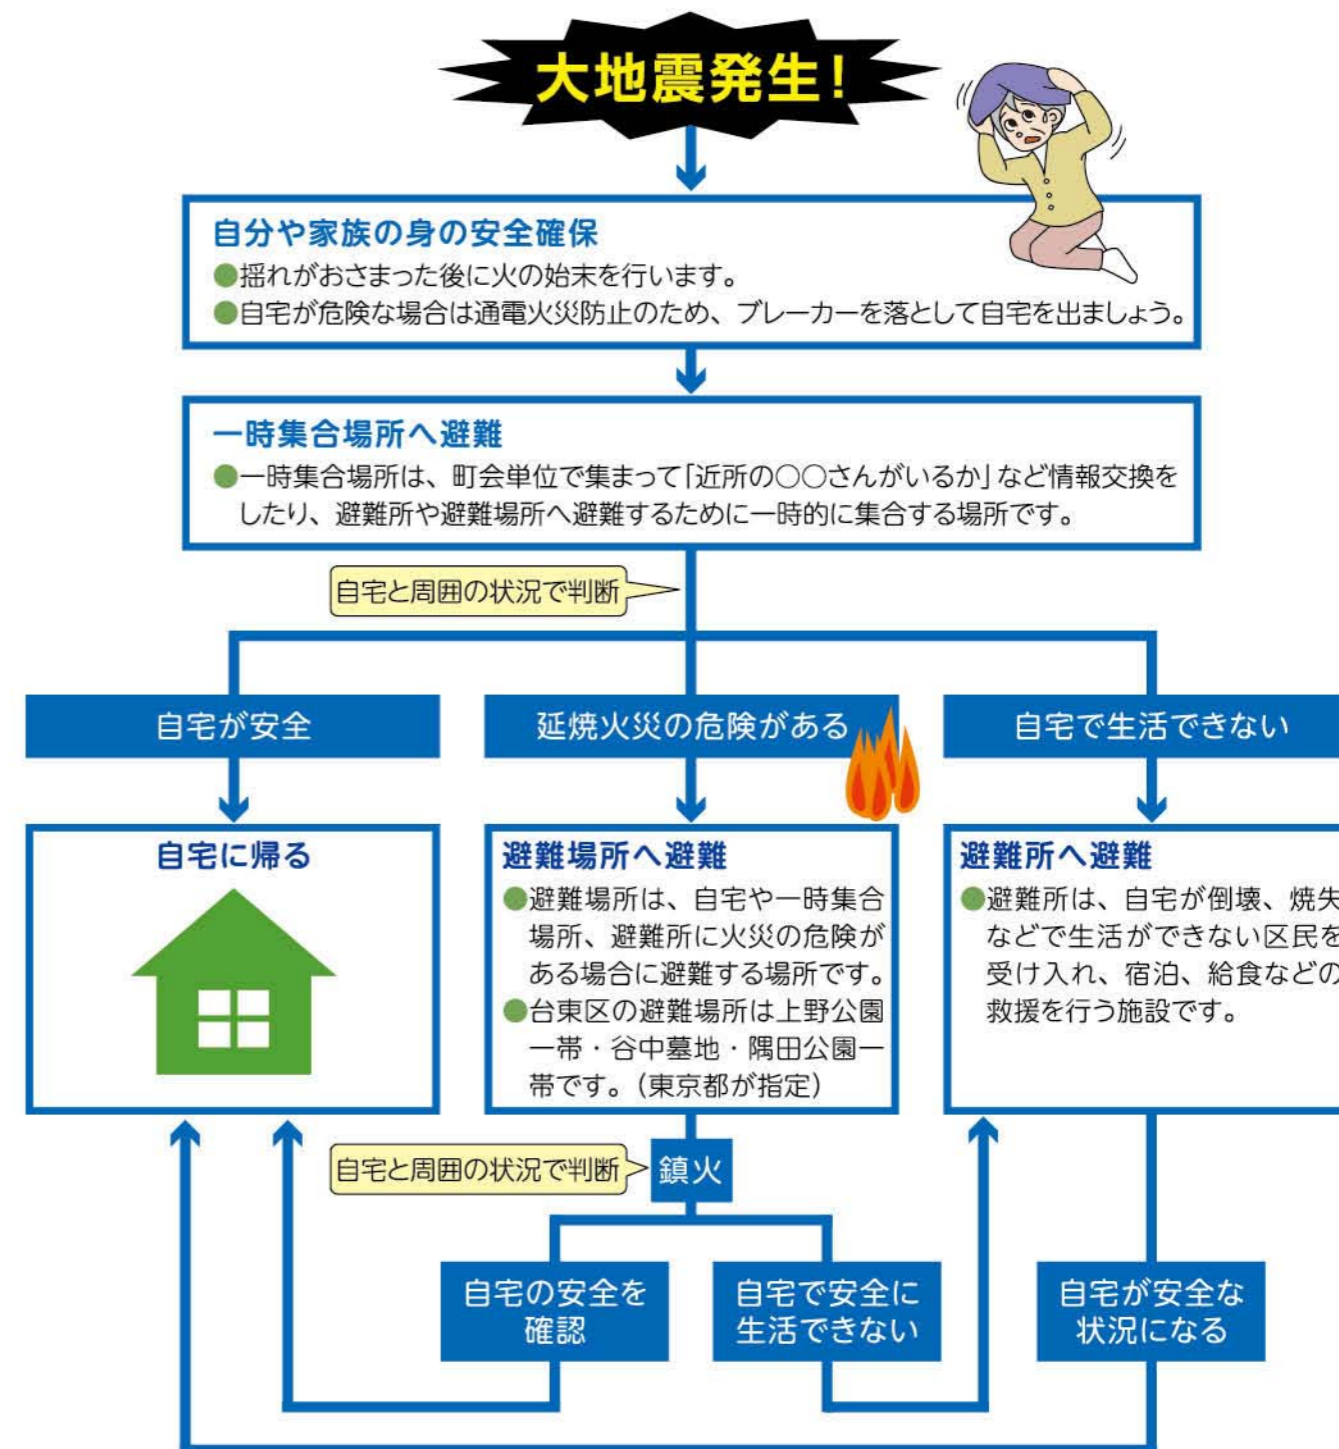 大地震発生!
自分や家族の身の安全確保
●揺れがおさまった後に火の始末を行います。
●自宅が危険な場合は通電火災防止のため、ブレーカーを落として自宅を出ましょう。
一時集合場所へ避難
●一時集合場所は、町会単位で集まって「近所の○○さんがいるか」など情報交換を
したり、避難所や避難場所へ避難するために一時的に集合する場所です。
自宅と周囲の状況で判断
自宅が安全
延焼火災の危険がある
自宅で生活できない
自宅に帰る
避難場所へ避難
●避難場所は、自宅や一時集合
場所、避難所に火災の危険が
ある場合に避難する場所です。
●台東区の避難場所は上野公園
一帯・谷中墓地・隅田公園一
帯です。(東京都が指定)
避難所へ避難
●避難所は、自宅が倒壊、焼失
などで生活ができない区民を
受け入れ、宿泊、給食などの
救援を行う施設です。
自宅と周囲の状況で判断
鎮火
自宅の安全を
確認
自宅で安全に
生活できない
自宅が安全な
状況になる